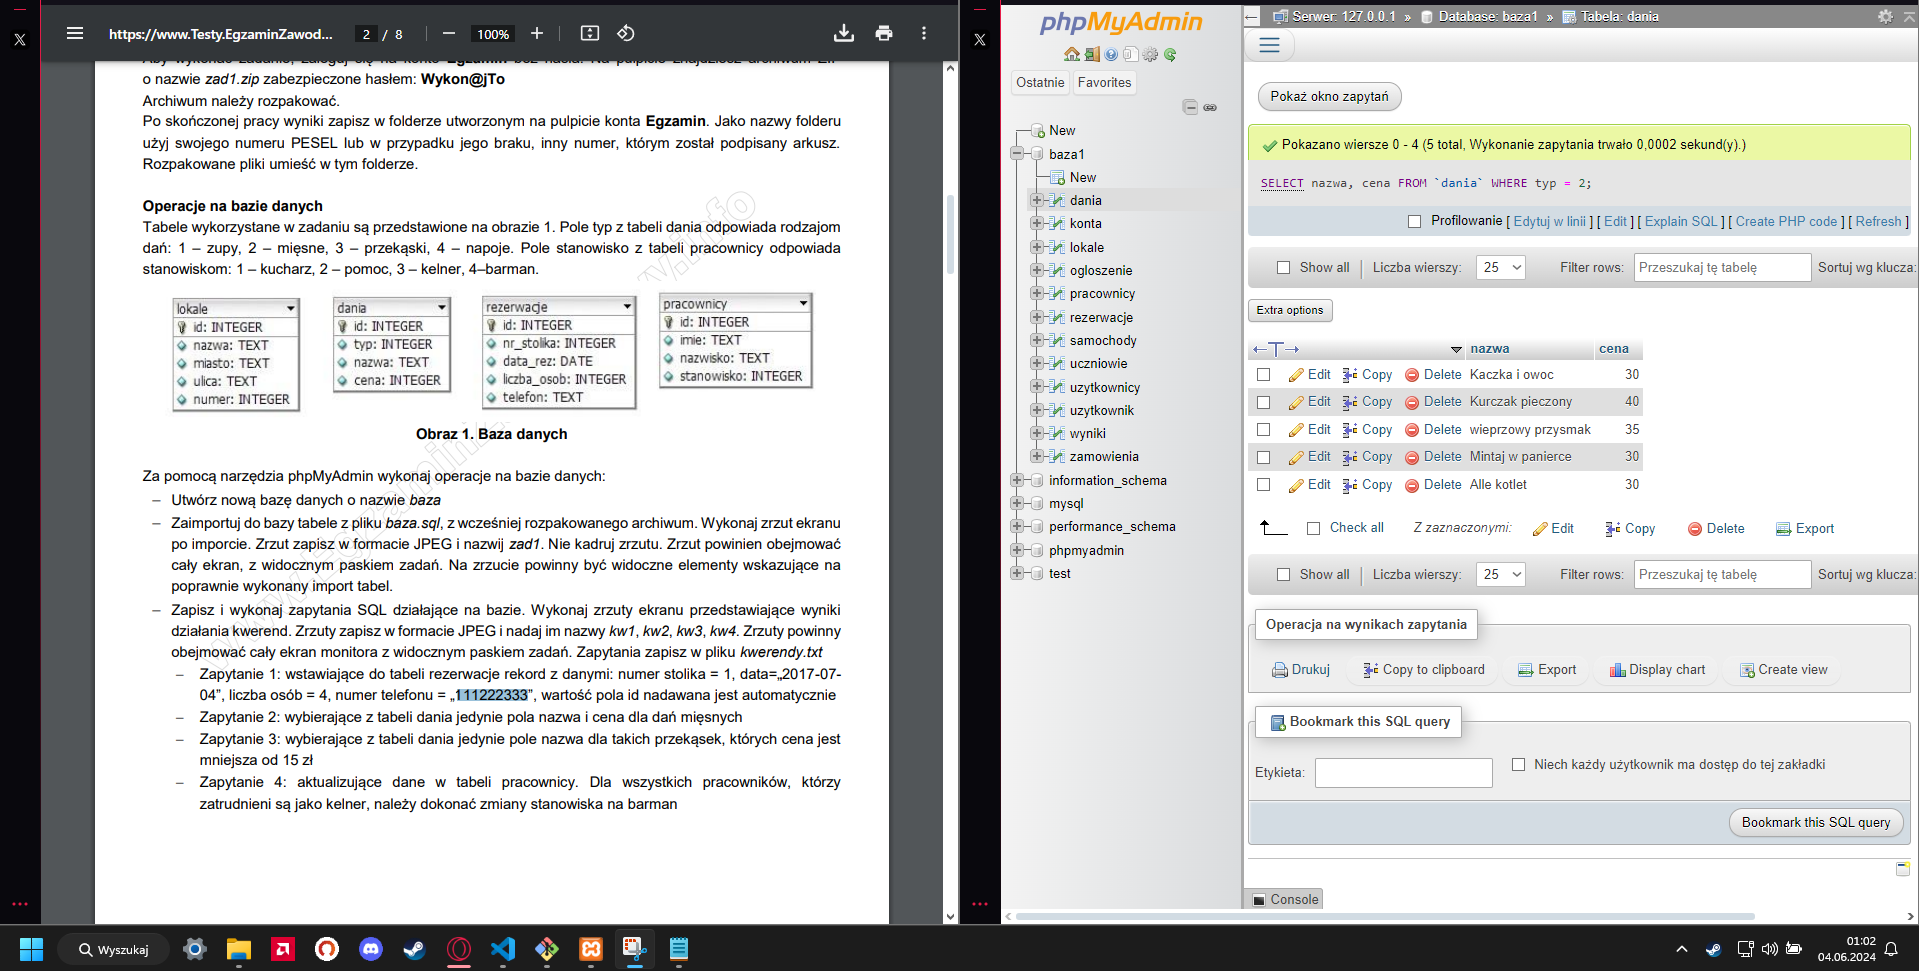 https://www.Testy.EgzaminZawod...
2 / 8
100%
Aby wykonać zadanie, zaloguj się na konto Egzamin bez hasła. Na pulpicie znajdziesz archiwum ZIP
o nazwie zad1.zip zabezpieczone hasłem: Wykon@jTo
Archiwum należy rozpakować.
Po skończonej pracy wyniki zapisz w folderze utworzonym na pulpicie konta Egzamin. Jako nazwy folderu
użyj swojego numeru PESEL lub w przypadku jego braku, inny numer, którym został podpisany arkusz.
Rozpakowane pliki umieść w tym folderze.
Operacje na bazie danych
Tabele wykorzystane w zadaniu są przedstawione na obrazie 1. Pole typ z tabeli dania odpowiada rodzajom
dań: 1 – zupy, 2 – mięsne, 3 – przekąski, 4 – napoje. Pole stanowisko z tabeli pracownicy odpowiada
stanowiskom: 1 – kucharz, 2 – pomoc, 3 – kelner, 4–barman.
lokale
id: INTEGER
nazwa: TEXT
miasto: TEXT
ulica: TEXT
numer: INTEGER
dania
id: INTEGER
typ: INTEGER
nazwa: TEXT
cena: INTEGER
rezerwacje
id: INTEGER
nr_stolika: INTEGER
data_rez: DATE
liczba_osob: INTEGER
telefon: TEXT
pracownicy
id: INTEGER
imie: TEXT
nazwisko: TEXT
stanowisko: INTEGER
Obraz 1. Baza danych
Za pomocą narzędzia phpMyAdmin wykonaj operacje na bazie danych:
– Utwórz nową bazę danych o nazwie baza
– Zaimportuj do bazy tabele z pliku baza.sql, z wcześniej rozpakowanego archiwum. Wykonaj zrzut ekranu
po imporcie. Zrzut zapisz w formacie JPEG i nazwij zad1. Nie kadruj zrzutu. Zrzut powinien obejmować
cały ekran, z widocznym paskiem zadań. Na zrzucie powinny być widoczne elementy wskazujące na
poprawnie wykonany import tabel.
– Zapisz i wykonaj zapytania SQL działające na bazie. Wykonaj zrzuty ekranu przedstawiające wyniki
działania kwerend. Zrzuty zapisz w formacie JPEG i nadaj im nazwy kw1, kw2, kw3, kw4. Zrzuty powinny
obejmować cały ekran monitora z widocznym paskiem zadań. Zapytania zapisz w pliku kwerendy.txt
– Zapytanie 1: wstawiające do tabeli rezerwacje rekord z danymi: numer stolika = 1, data=„2017-07-
04”, liczba osób = 4, numer telefonu = „111222333”, wartość pola id nadawana jest automatycznie
– Zapytanie 2: wybierające z tabeli dania jedynie pola nazwa i cena dla dań mięsnych
– Zapytanie 3: wybierające z tabeli dania jedynie pole nazwa dla takich przekąsek, których cena jest
mniejsza od 15 zł
– Zapytanie 4: aktualizujące dane w tabeli pracownicy. Dla wszystkich pracowników, którzy
zatrudnieni są jako kelner, należy dokonać zmiany stanowiska na barman
phpMyAdmin
Ostatnie Favorites
New
baza1
New
dania
konta
lokale
ogloszenie
pracownicy
rezerwacje
samochody
uczniowie
uzytkownicy
uzytkownik
wyniki
zamowienia
information_schema
mysql
performance_schema
phpmyadmin
test
Serwer: 127.0.0.1 » Database: baza1 » Tabela: dania
Pokaż okno zapytań
Pokazano wiersze 0 - 4 (5 total, Wykonanie zapytania trwało 0,0002 sekund(y).)
SELECT nazwa, cena FROM `dania` WHERE typ = 2;
Profilowanie [ Edytuj w linii ] [ Edit ] [ Explain SQL ] [ Create PHP code ] [ Refresh ]
Show all Liczba wierszy: 25 Filter rows: Przeszukaj tę tabelę Sortuj wg klucza:
Extra options
nazwa cena
Edit Copy Delete Kaczka i owoc 30
Edit Copy Delete Kurczak pieczony 40
Edit Copy Delete wieprzowy przysmak 35
Edit Copy Delete Mintaj w panierce 30
Edit Copy Delete Alle kotlet 30
Check all Z zaznaczonymi: Edit Copy Delete Export
Show all Liczba wierszy: 25 Filter rows: Przeszukaj tę tabelę Sortuj wg klucza:
Operacja na wynikach zapytania
Drukuj Copy to clipboard Export Display chart Create view
Bookmark this SQL query
Etykieta: Niech każdy użytkownik ma dostęp do tej zakładki
Bookmark this SQL query
Console
Wyszukaj
01:02
04.06.2024